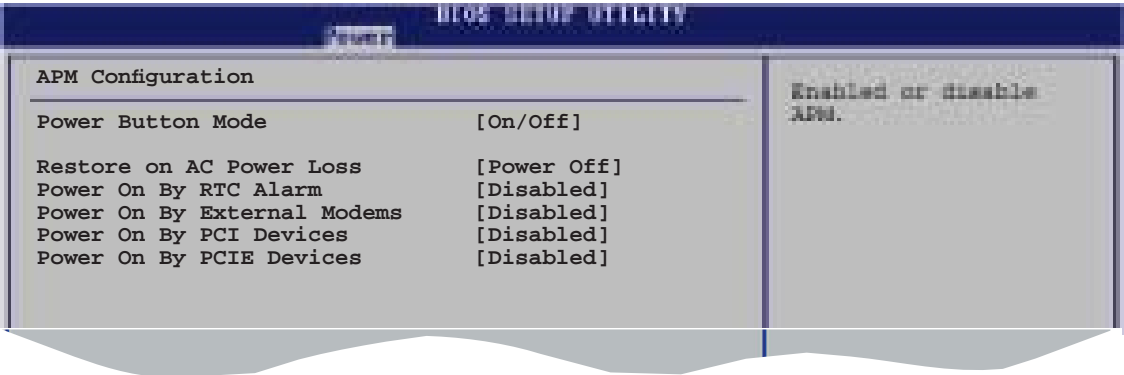 BIOS SETUP UTILITY
Power
APM Configuration
Power Button Mode [On/Off]
Restore on AC Power Loss [Power Off]
Power On By RTC Alarm [Disabled]
Power On By External Modems [Disabled]
Power On By PCI Devices [Disabled]
Power On By PCIE Devices [Disabled]
Enabled or disable
APM.